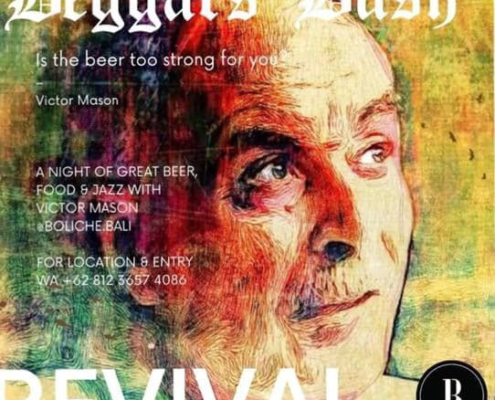 Beggar's Bush
Is the beer too strong for you?
Victor Mason
A NIGHT OF GREAT BEER,
FOOD & JAZZ WITH
VICTOR MASON
@BOLICHE.BALI
FOR LOCATION & ENTRY
WA +62 812 3657 4086
REVIVAL
B